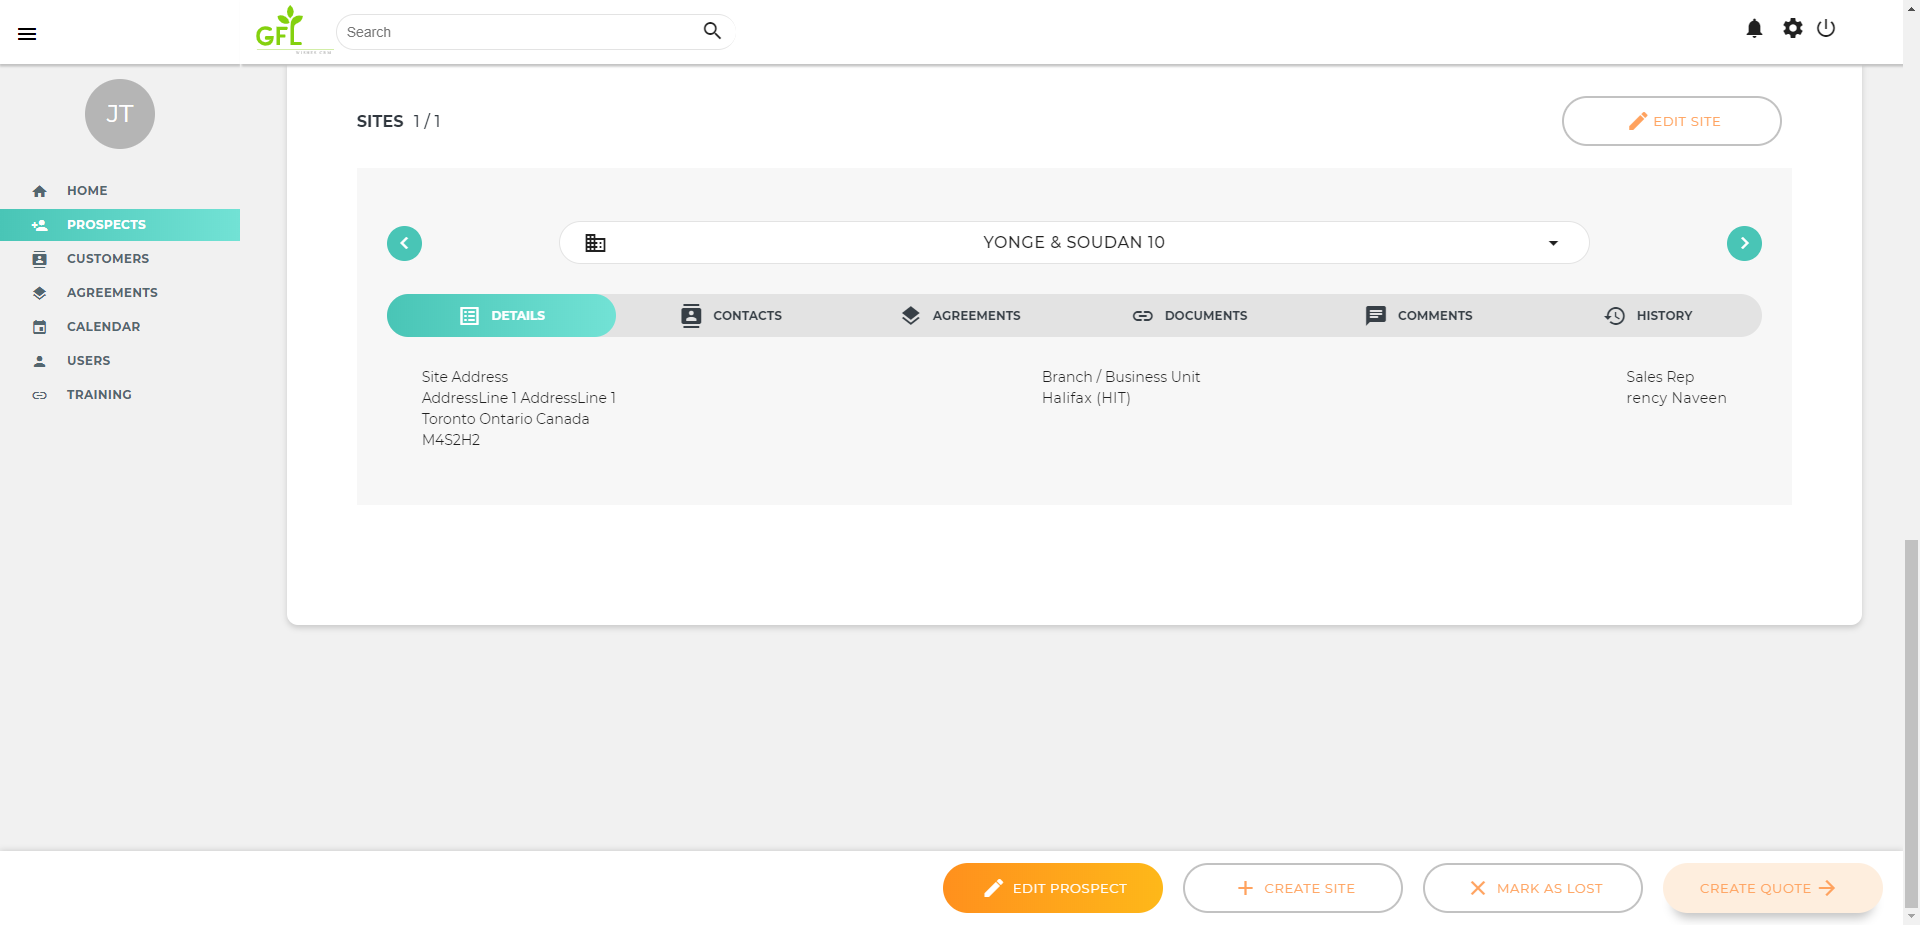 GFL
Search
JT
HOME
PROSPECTS
CUSTOMERS
AGREEMENTS
CALENDAR
USERS
TRAINING
SITES 1 / 1
EDIT SITE
YONGE & SOUDAN 10
DETAILS
CONTACTS
AGREEMENTS
DOCUMENTS
COMMENTS
HISTORY
Site Address
AddressLine 1 AddressLine 1
Toronto Ontario Canada
M4S2H2
Branch / Business Unit
Halifax (HIT)
Sales Rep
rency Naveen
EDIT PROSPECT
CREATE SITE
MARK AS LOST
CREATE QUOTE